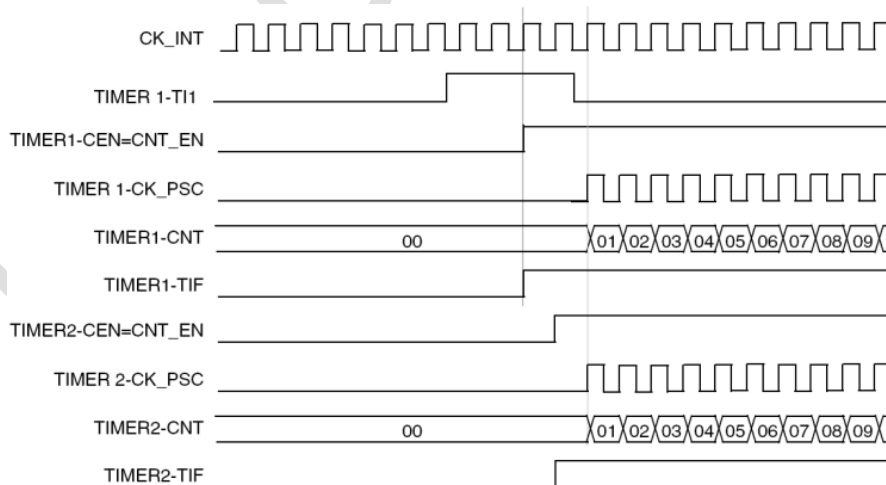 CK_INT
TIMER 1-TI1
TIMER1-CEN=CNT_EN
TIMER 1-CK_PSC
TIMER1-CNT 00 01 02 03 04 05 06 07 08 09
TIMER1-TIF
TIMER2-CEN=CNT_EN
TIMER 2-CK_PSC
TIMER2-CNT 00 01 02 03 04 05 06 07 08 09
TIMER2-TIF